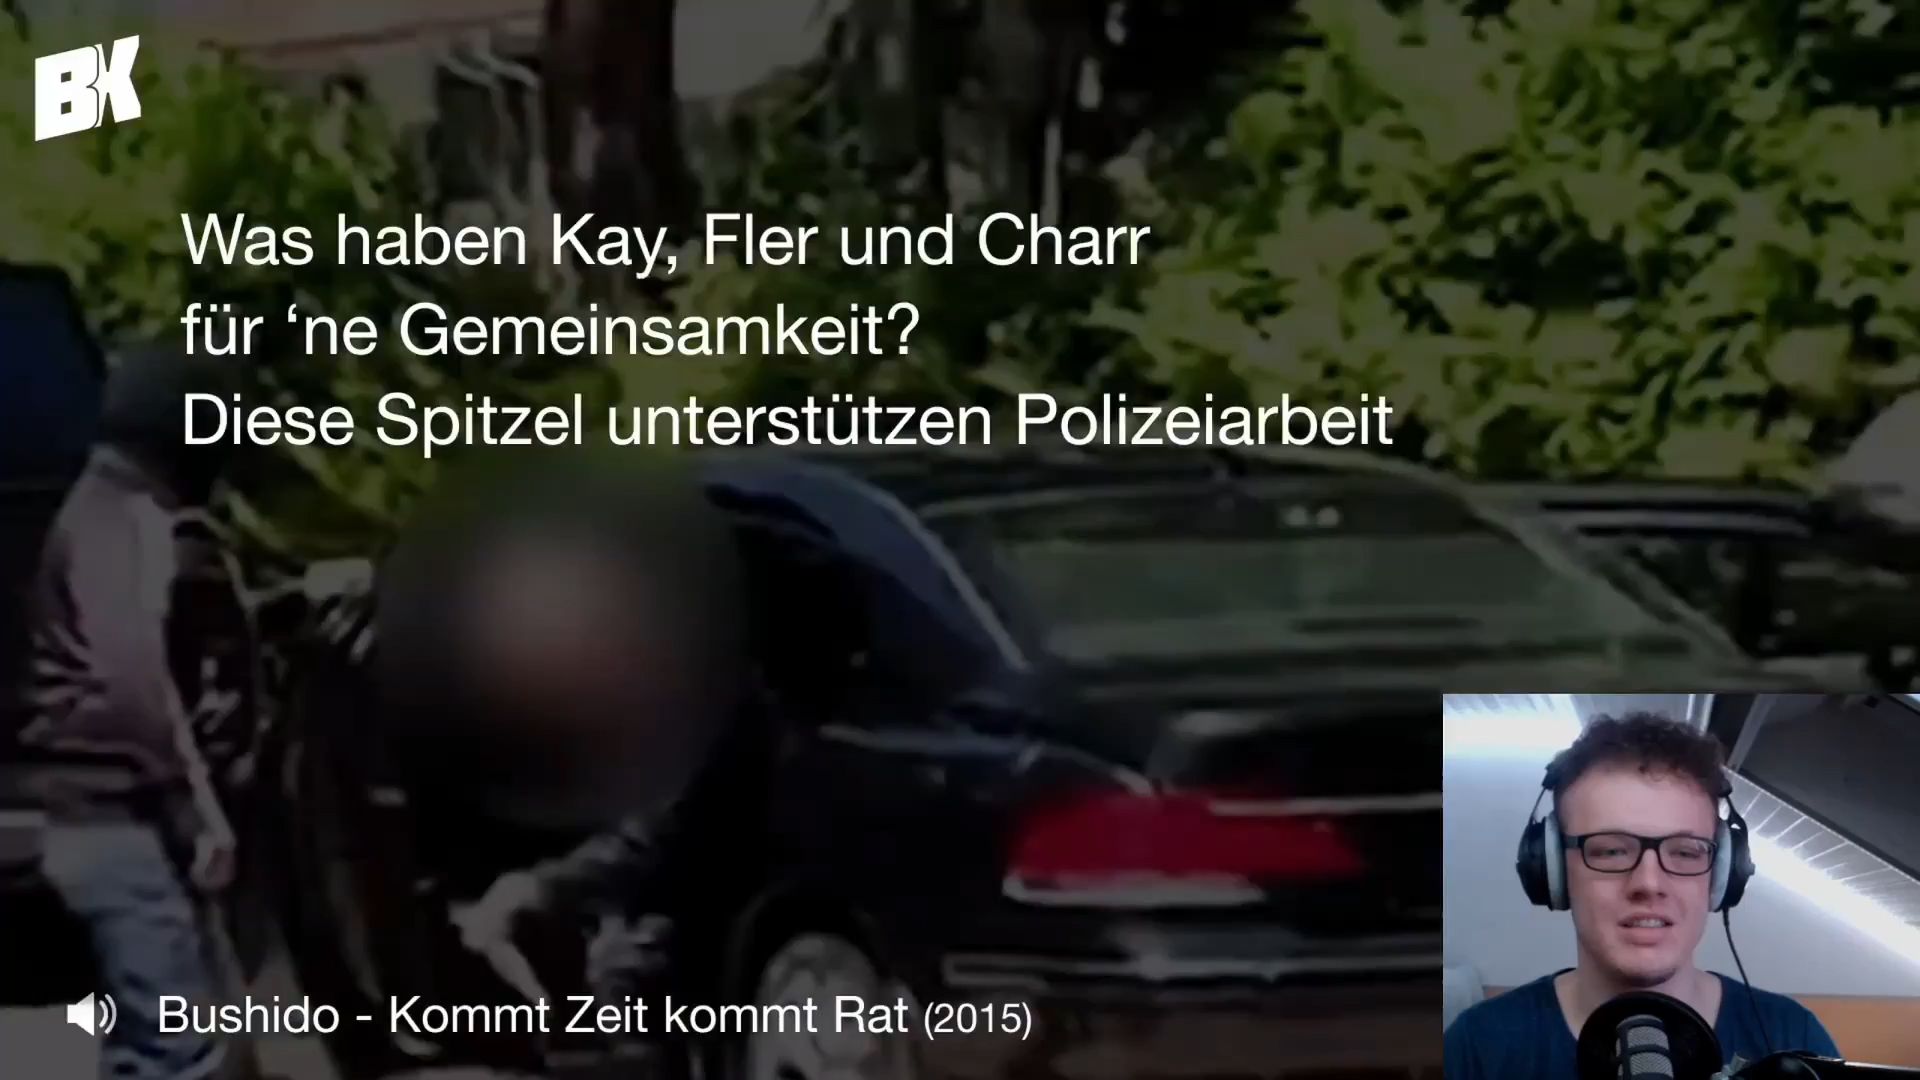 BK
Was haben Kay, Fler und Charr
für ‘ne Gemeinsamkeit?
Diese Spitzel unterstützen Polizeiarbeit
Bushido - Kommt Zeit kommt Rat (2015)